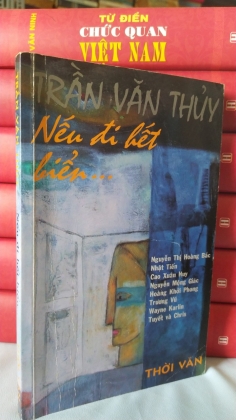 TỪ ĐIỂN
CHỨC QUAN
VIỆT NAM
TRẦN VĂN THỦY
Nếu đi hết
biển...
Nguyễn Thị Hoàng Bắc
Nhật Tiến
Cao Xuân Huy
Nguyễn Mộng Giác
Hoàng Khởi Phong
Trương Vũ
Wayne Karlin
Tuyết và Chris
THỜI VĂN